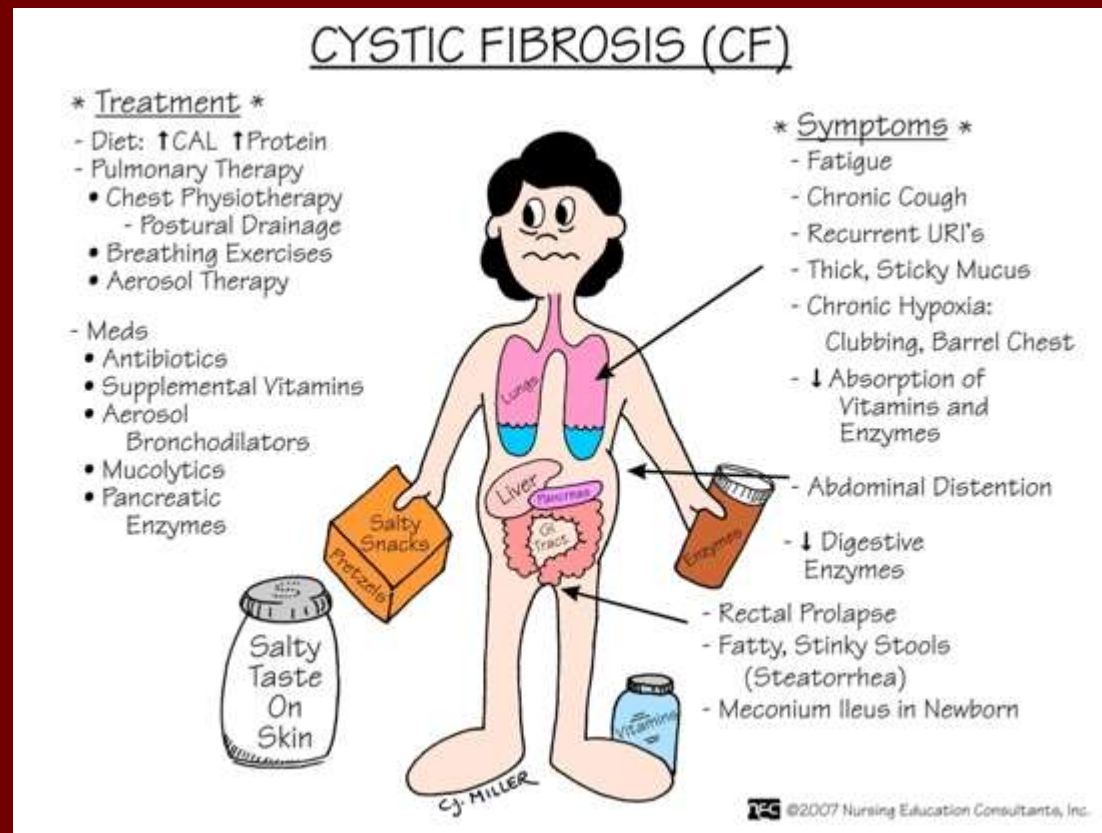 CYSTIC FIBROSIS (CF)
* Treatment *
- Diet: ↑CAL ↑Protein
- Pulmonary Therapy
• Chest Physiotherapy
- Postural Drainage
• Breathing Exercises
• Aerosol Therapy
- Meds
• Antibiotics
• Supplemental Vitamins
• Aerosol
Bronchodilators
• Mucolytics
• Pancreatic
Enzymes
* Symptoms *
- Fatigue
- Chronic Cough
- Recurrent URI's
- Thick, Sticky Mucus
- Chronic Hypoxia:
Clubbing, Barrel Chest
- ↓ Absorption of
Vitamins and
Enzymes
- Abdominal Distention
- ↓ Digestive
Enzymes
- Rectal Prolapse
- Fatty, Stinky Stools
(Steatorrhea)
- Meconium Ileus in Newborn
Lungs
Liver
Pancreas
GI
Tract
Salty
Snacks
Pretzels
Enzymes
Salty
Taste
On
Skin
Vitamins
CJ. MILLER
NEC ©2007 Nursing Education Consultants, Inc.